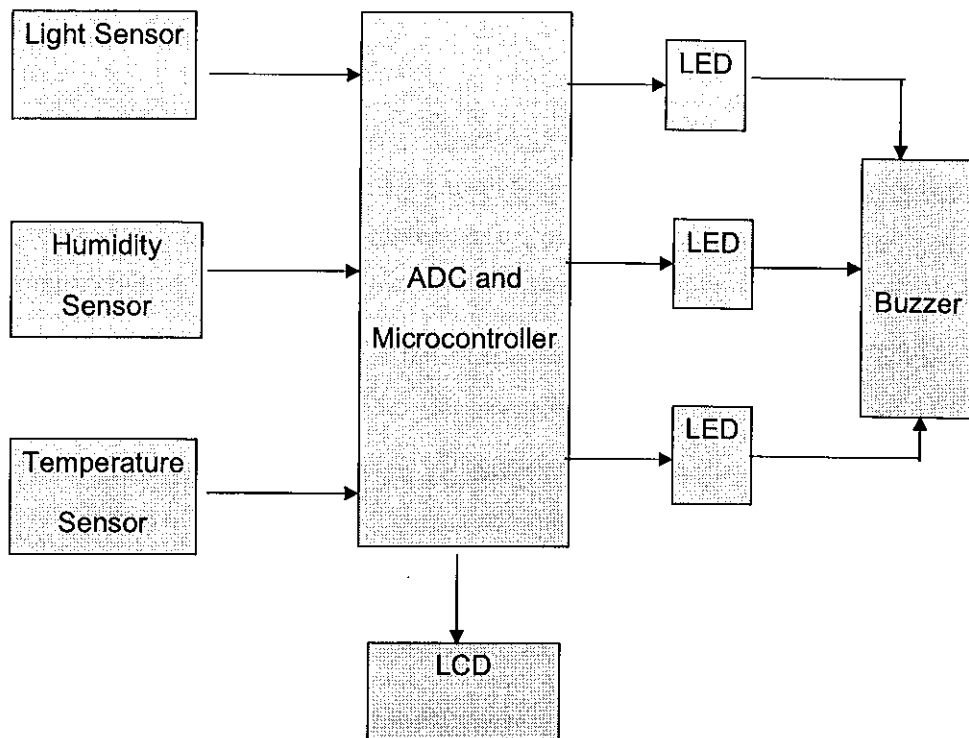 Light Sensor
Humidity
Sensor
Temperature
Sensor
ADC and
Microcontroller
LED
LED
LED
Buzzer
LCD